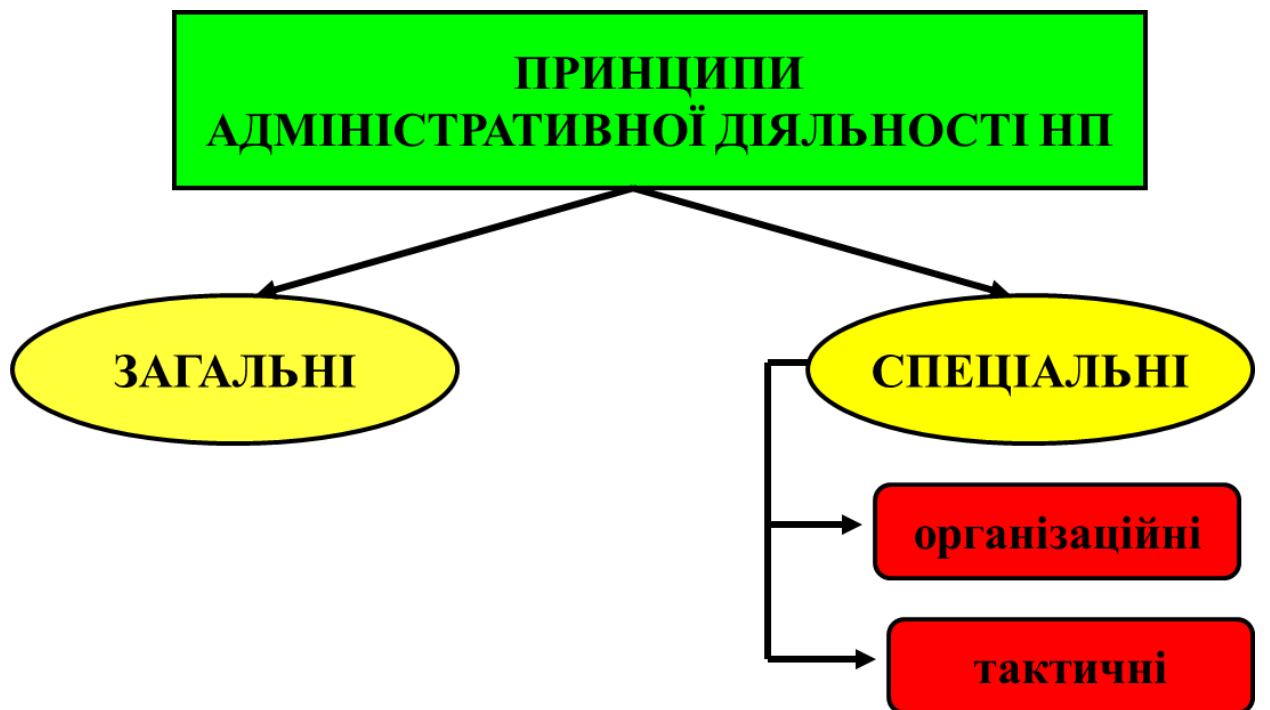 ПРИНЦИПИ
АДМІНІСТРАТИВНОЇ ДІЯЛЬНОСТІ НП
ЗАГАЛЬНІ
СПЕЦІАЛЬНІ
організаційні
тактичні